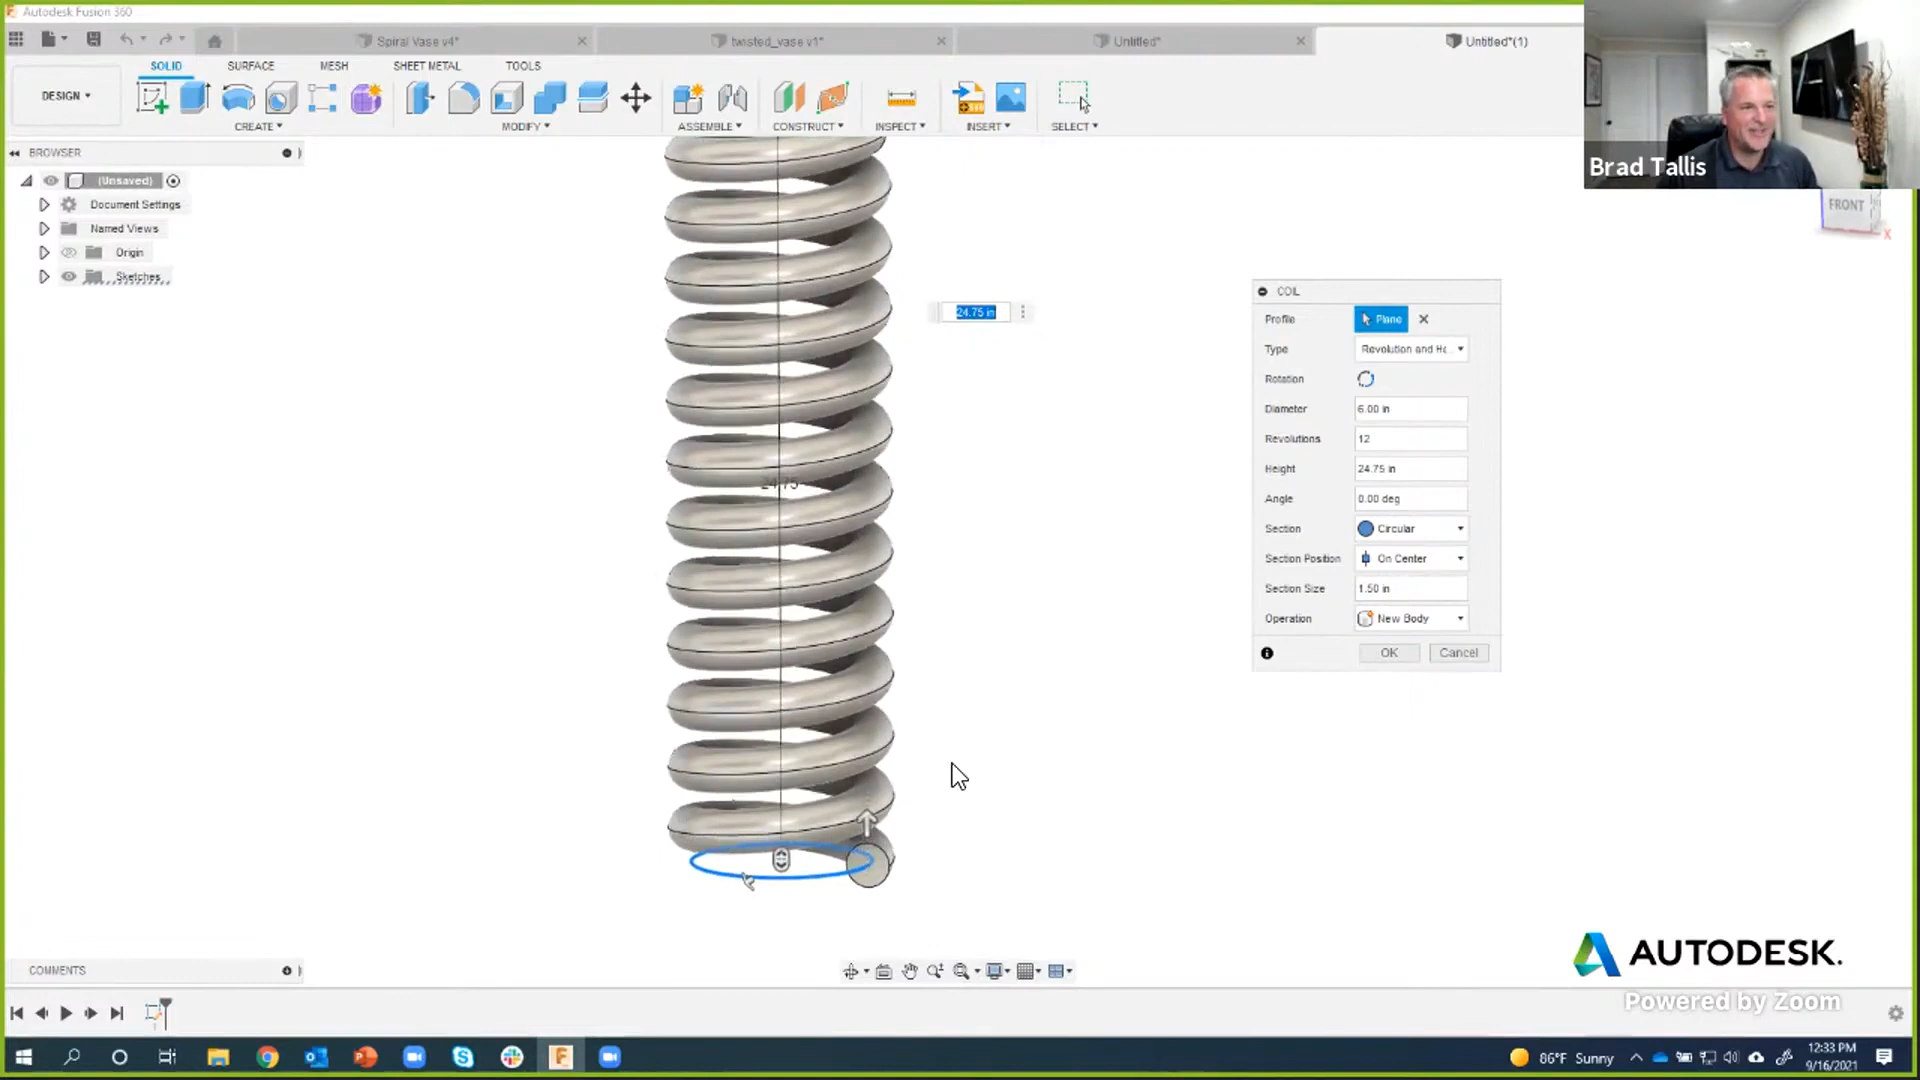 Autodesk Fusion 360
Spiral Vase v4*
twisted_vase v1*
Untitled*
Untitled*(1)
SOLID
SURFACE
MESH
SHEET METAL
TOOLS
DESIGN
CREATE
MODIFY
ASSEMBLE
CONSTRUCT
INSPECT
INSERT
SELECT
Brad Tallis
BROWSER
(Unsaved)
Document Settings
Named Views
Origin
Sketches
FRONT
X
24.75 in
24.75
COIL
Profile Plane
Type Revolution and He...
Rotation
Diameter 6.00 in
Revolutions 12
Height 24.75 in
Angle 0.00 deg
Section Circular
Section Position On Center
Section Size 1.50 in
Operation New Body
OK Cancel
AUTODESK.
Powered by Zoom
COMMENTS
86°F Sunny
12:33 PM
9/16/2021